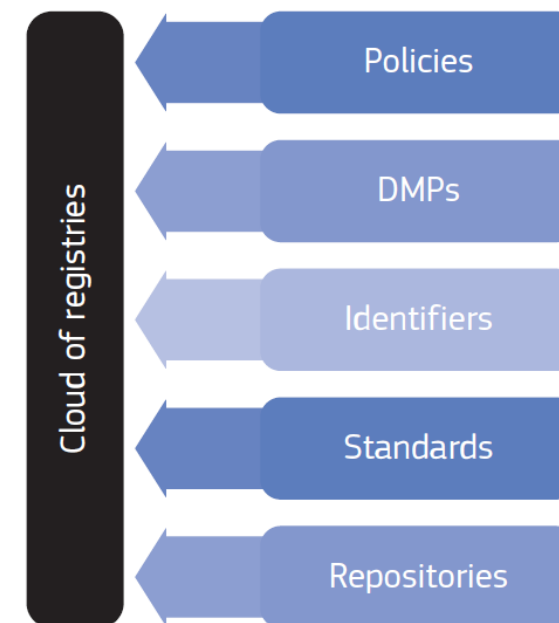 Cloud of registries
Policies
DMPs
Identifiers
Standards
Repositories